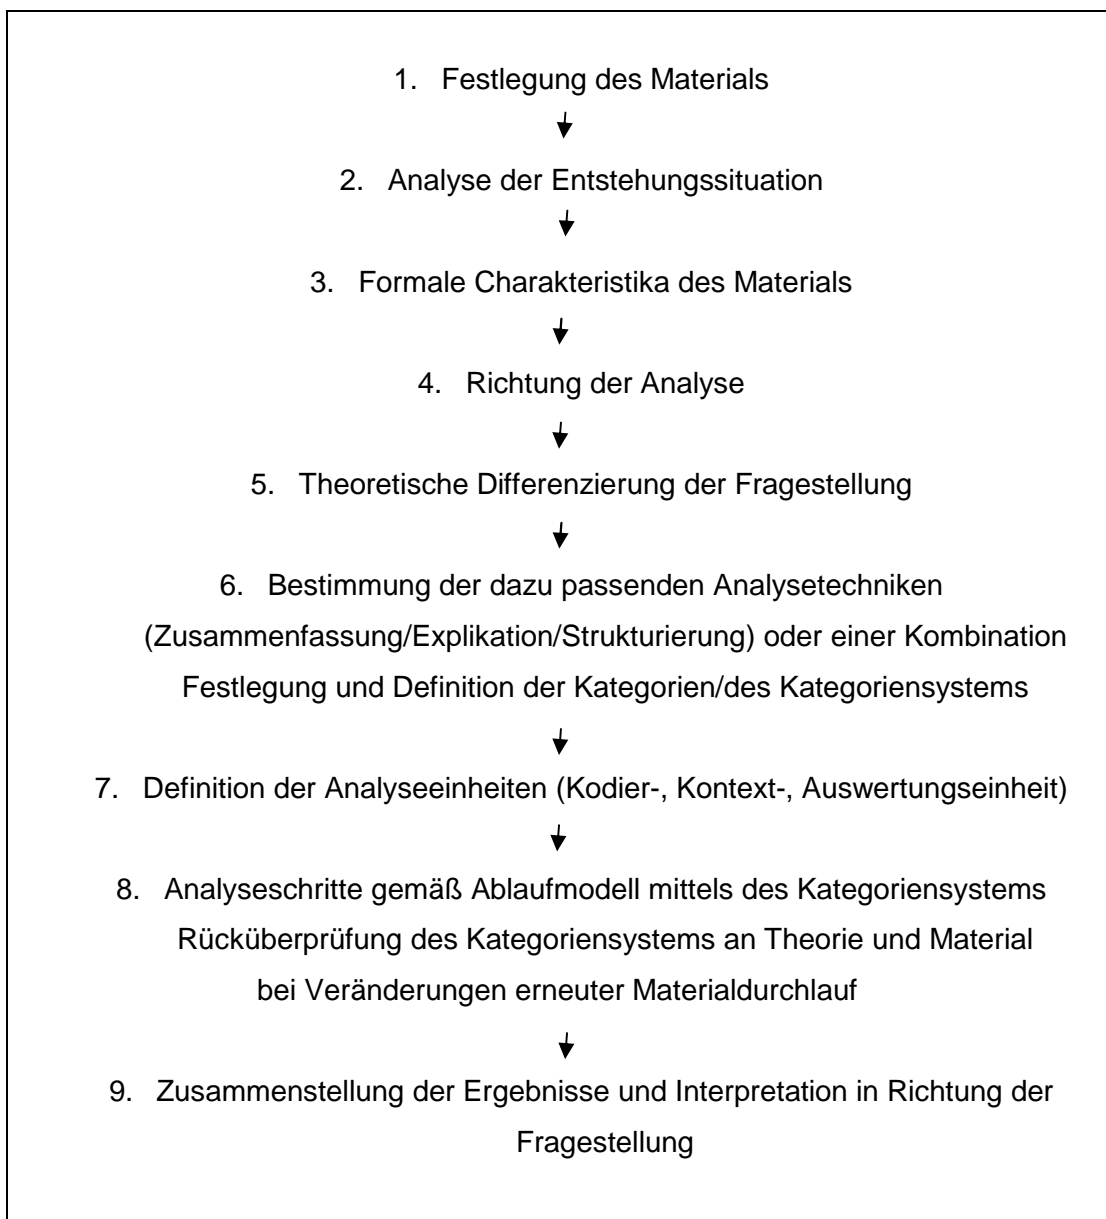 1. Festlegung des Materials
2. Analyse der Entstehungssituation
3. Formale Charakteristika des Materials
4. Richtung der Analyse
5. Theoretische Differenzierung der Fragestellung
6. Bestimmung der dazu passenden Analysetechniken
(Zusammenfassung/Explikation/Strukturierung) oder einer Kombination
Festlegung und Definition der Kategorien/des Kategoriensystems
7. Definition der Analyseeinheiten (Kodier-, Kontext-, Auswertungseinheit)
8. Analyseschritte gemäß Ablaufmodell mittels des Kategoriensystems
Rücküberprüfung des Kategoriensystems an Theorie und Material
bei Veränderungen erneuter Materialdurchlauf
9. Zusammenstellung der Ergebnisse und Interpretation in Richtung der
Fragestellung